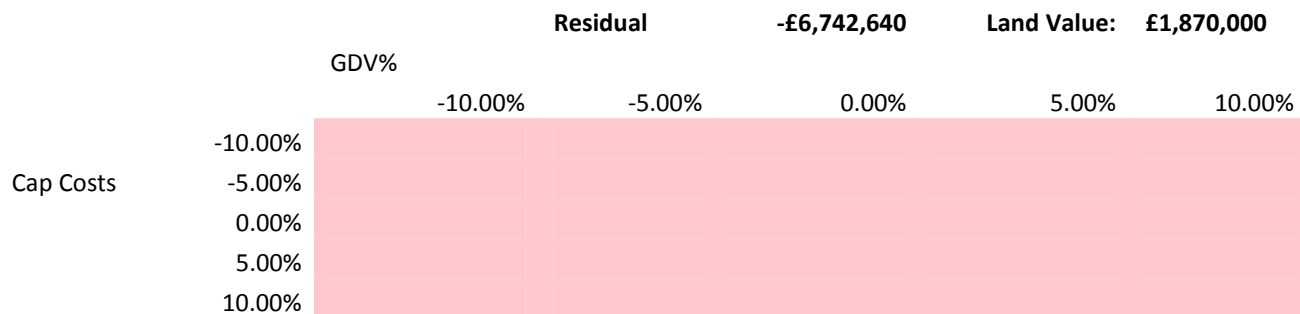 Residual -£6,742,640 Land Value: £1,870,000
GDV%
-10.00% -5.00% 0.00% 5.00% 10.00%
-10.00%
Cap Costs -5.00%
0.00%
5.00%
10.00%